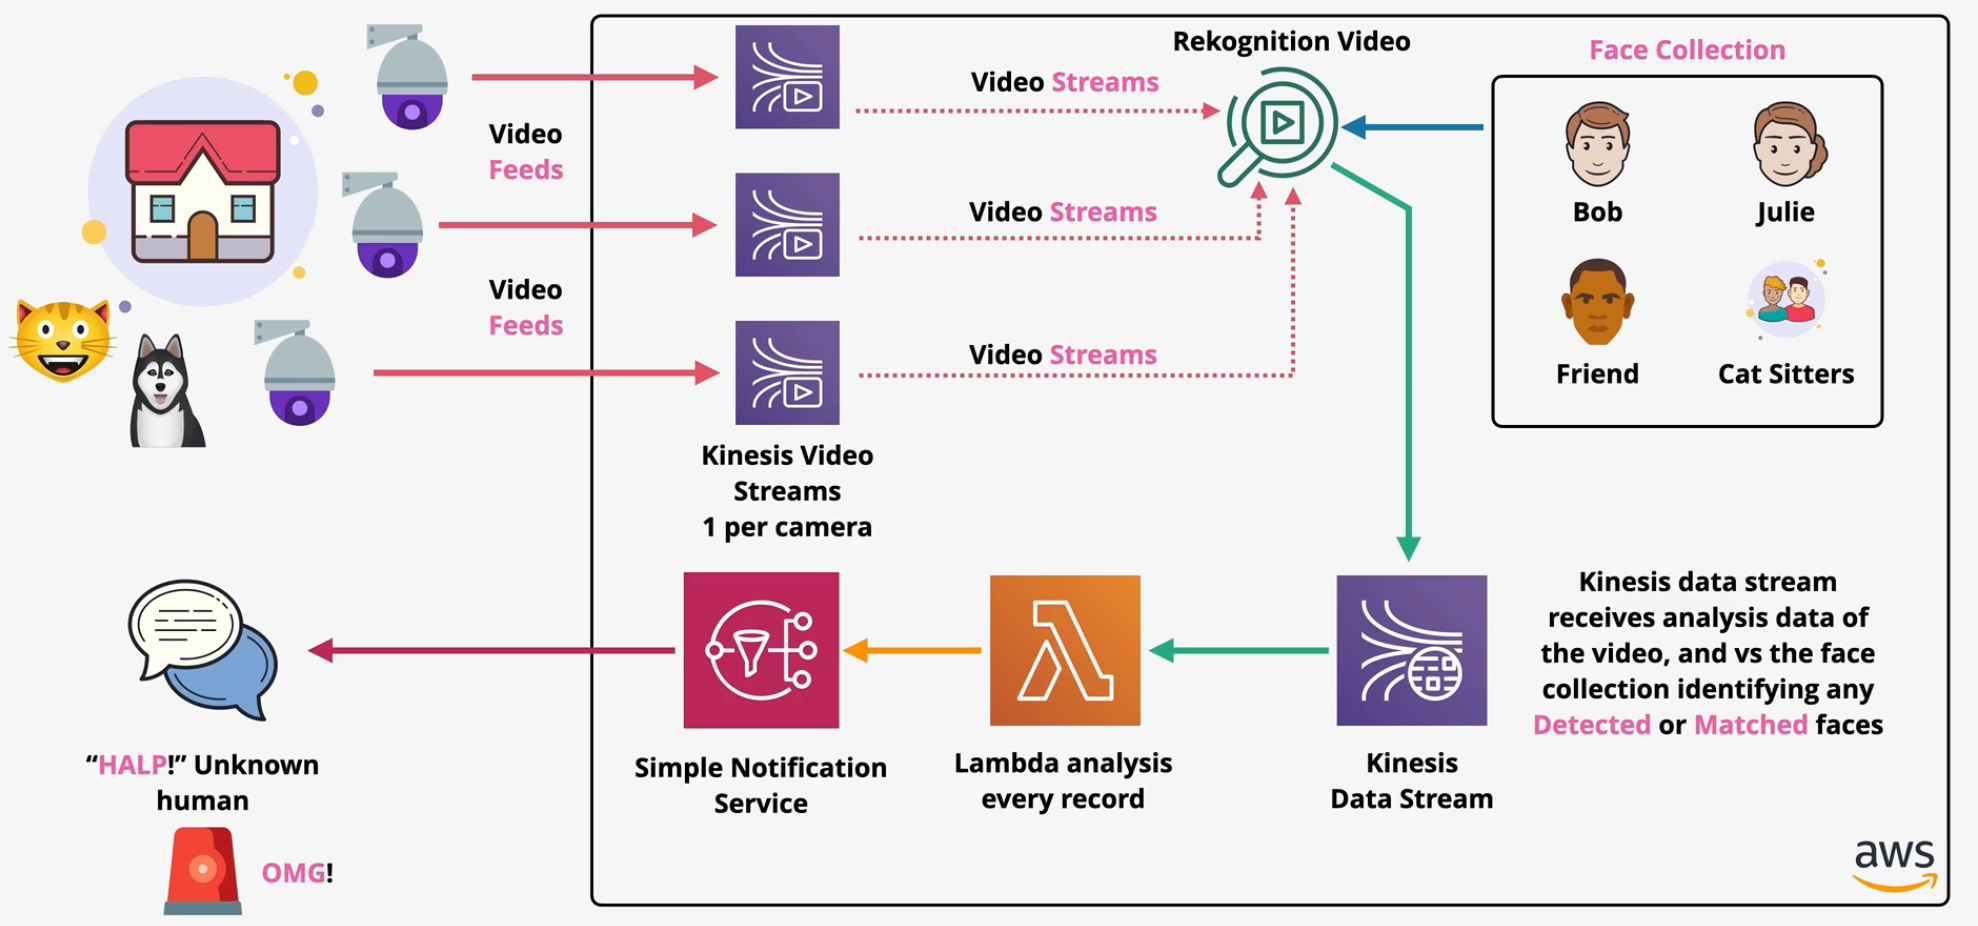 Rekognition Video
Face Collection
Video
Feeds
Video Streams
Bob
Julie
Video Streams
Video
Feeds
Video Streams
Friend
Cat Sitters
Kinesis Video
Streams
1 per camera
Kinesis data stream
receives analysis data of
the video, and vs the face
collection identifying any
Detected or Matched faces
Kinesis
Data Stream
Lambda analysis
every record
Simple Notification
Service
“HALP!” Unknown
human
OMG!
aws